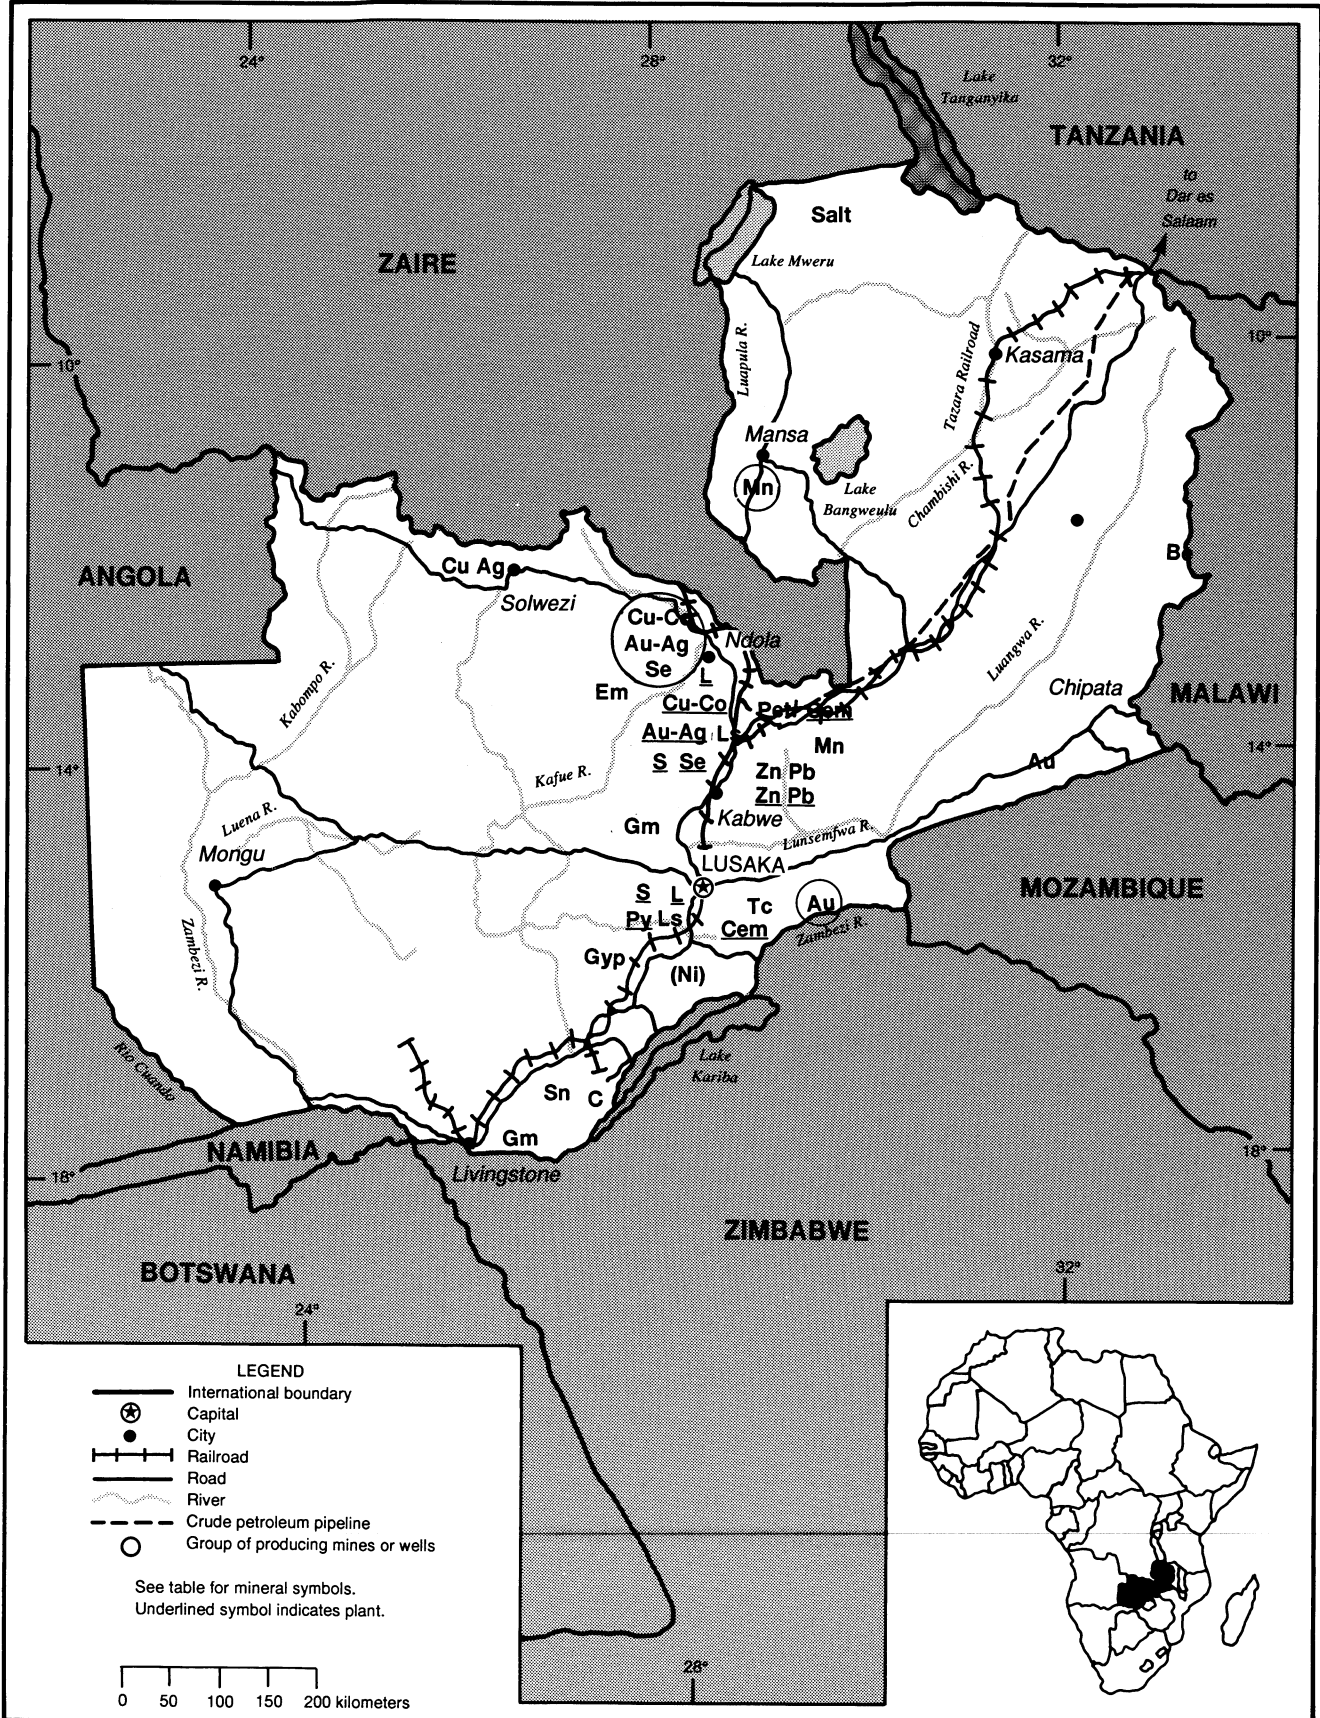 24°
28°
32°
Lake
Tanganyika
TANZANIA
to
Dar es
Salaam
Salt
ZAIRE
Lake Mweru
10°
10°
Luapula R.
Tazara Railroad
Kasama
Mansa
Mn
Lake
Bangweulu
Chambishi R.
ANGOLA
Cu Ag
Solwezi
Cu-Co
Au-Ag
Se
Ndola
L
Em
Cu-Co
Au-Ag Ls
S Se
Pet/ Cem
Mn
Zn Pb
Zn Pb
Luangwa R.
Chipata
MALAWI
Au
14°
14°
Kabompo R.
Kafue R.
Luena R.
Mongu
Gm
Kabwe
Lunsemfwa R.
LUSAKA
MOZAMBIQUE
S L
Py Ls
Tc
Au
Cem
Zambezi R.
Zambezi R.
Gyp
(Ni)
Rio Cuando
Lake
Kariba
Sn
C
Gm
NAMIBIA
Livingstone
18°
18°
ZIMBABWE
BOTSWANA
24°
32°
LEGEND
International boundary
Capital
City
Railroad
Road
River
Crude petroleum pipeline
Group of producing mines or wells
See table for mineral symbols.
Underlined symbol indicates plant.
0 50 100 150 200 kilometers
28°